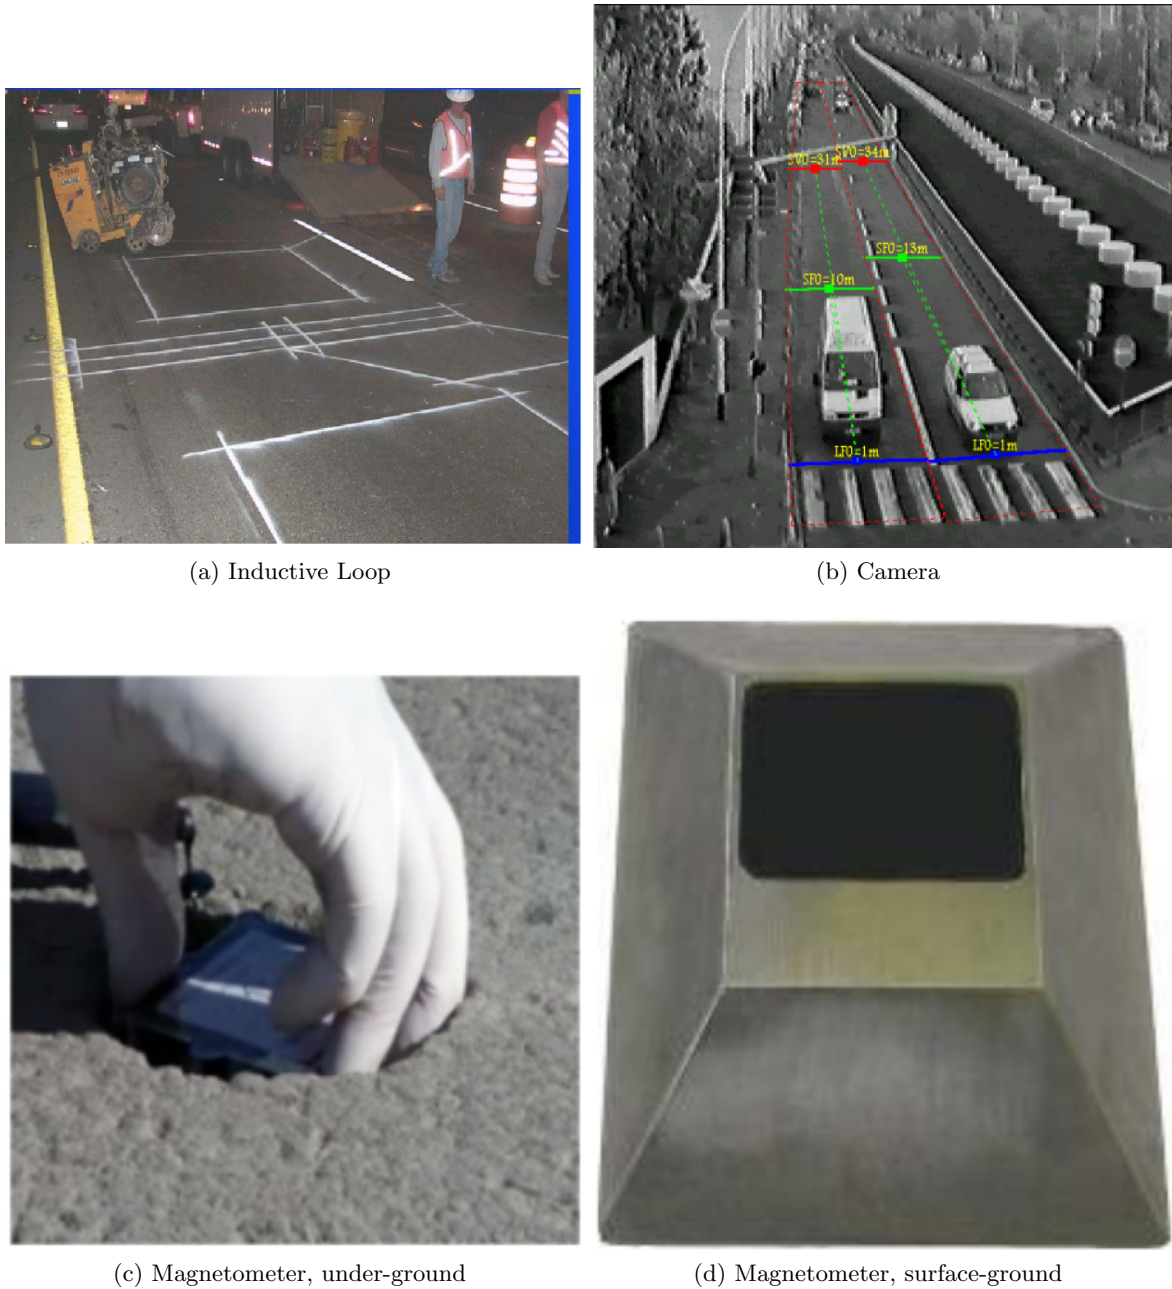 (a) Inductive Loop
SV0=31m
SV0=34m
SF0=13m
SF0=10m
LF0=1m
LF0=1m
(b) Camera
(c) Magnetometer, under-ground
(d) Magnetometer, surface-ground